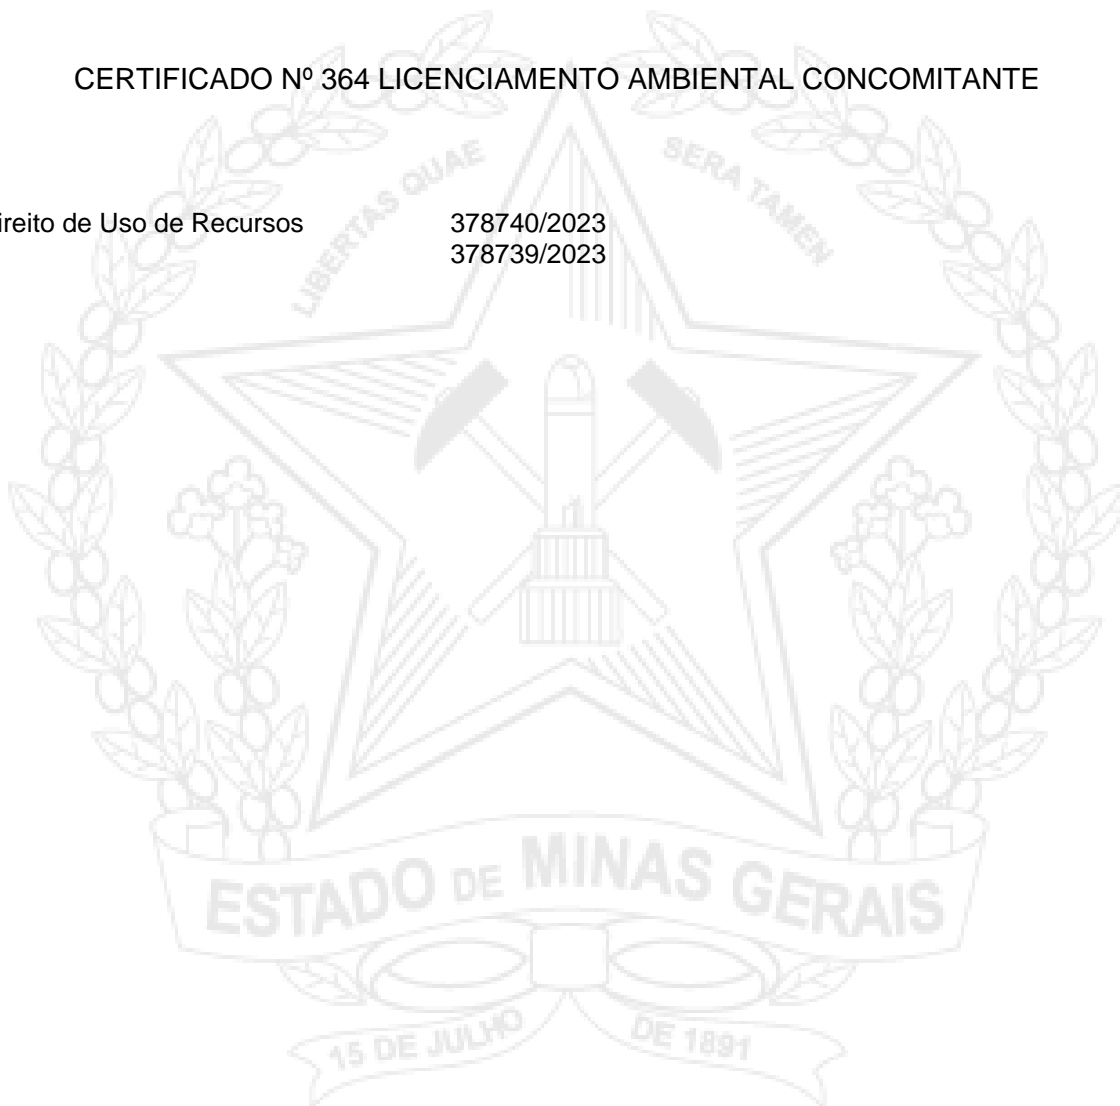 CERTIFICADO Nº 364 LICENCIAMENTO AMBIENTAL CONCOMITANTE
LIBERTAS QUAE SERA TAMEN
ireito de Uso de Recursos 378740/2023
378739/2023
ESTADO DE MINAS GERAIS
15 DE JULHO DE 1891